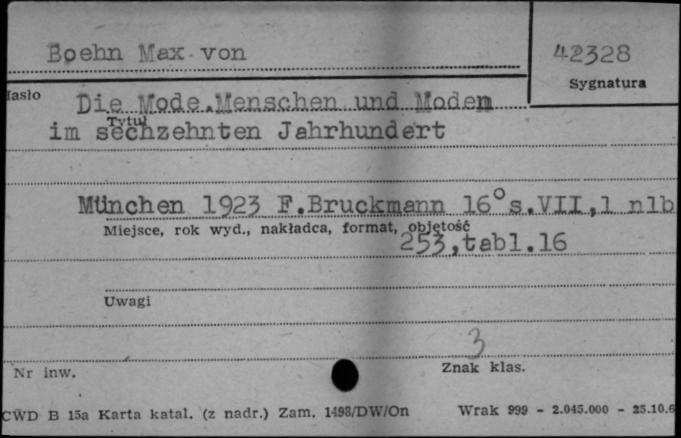 Boehn Max von
42328
Sygnatura
Hasło
Die Mode.Menschen und Moden
Tytuł
im sechzehnten Jahrhundert
München 1923 F.Bruckmann 16° s.VII,1 nlb
Miejsce, rok wyd., nakładca, format, objętość
253,tabl.16
Uwagi
3
Nr inw.
Znak klas.
CWD B 15a Karta katal. (z nadr.) Zam. 1498/DW/On
Wrak 999 - 2.045.000 - 25.10.6